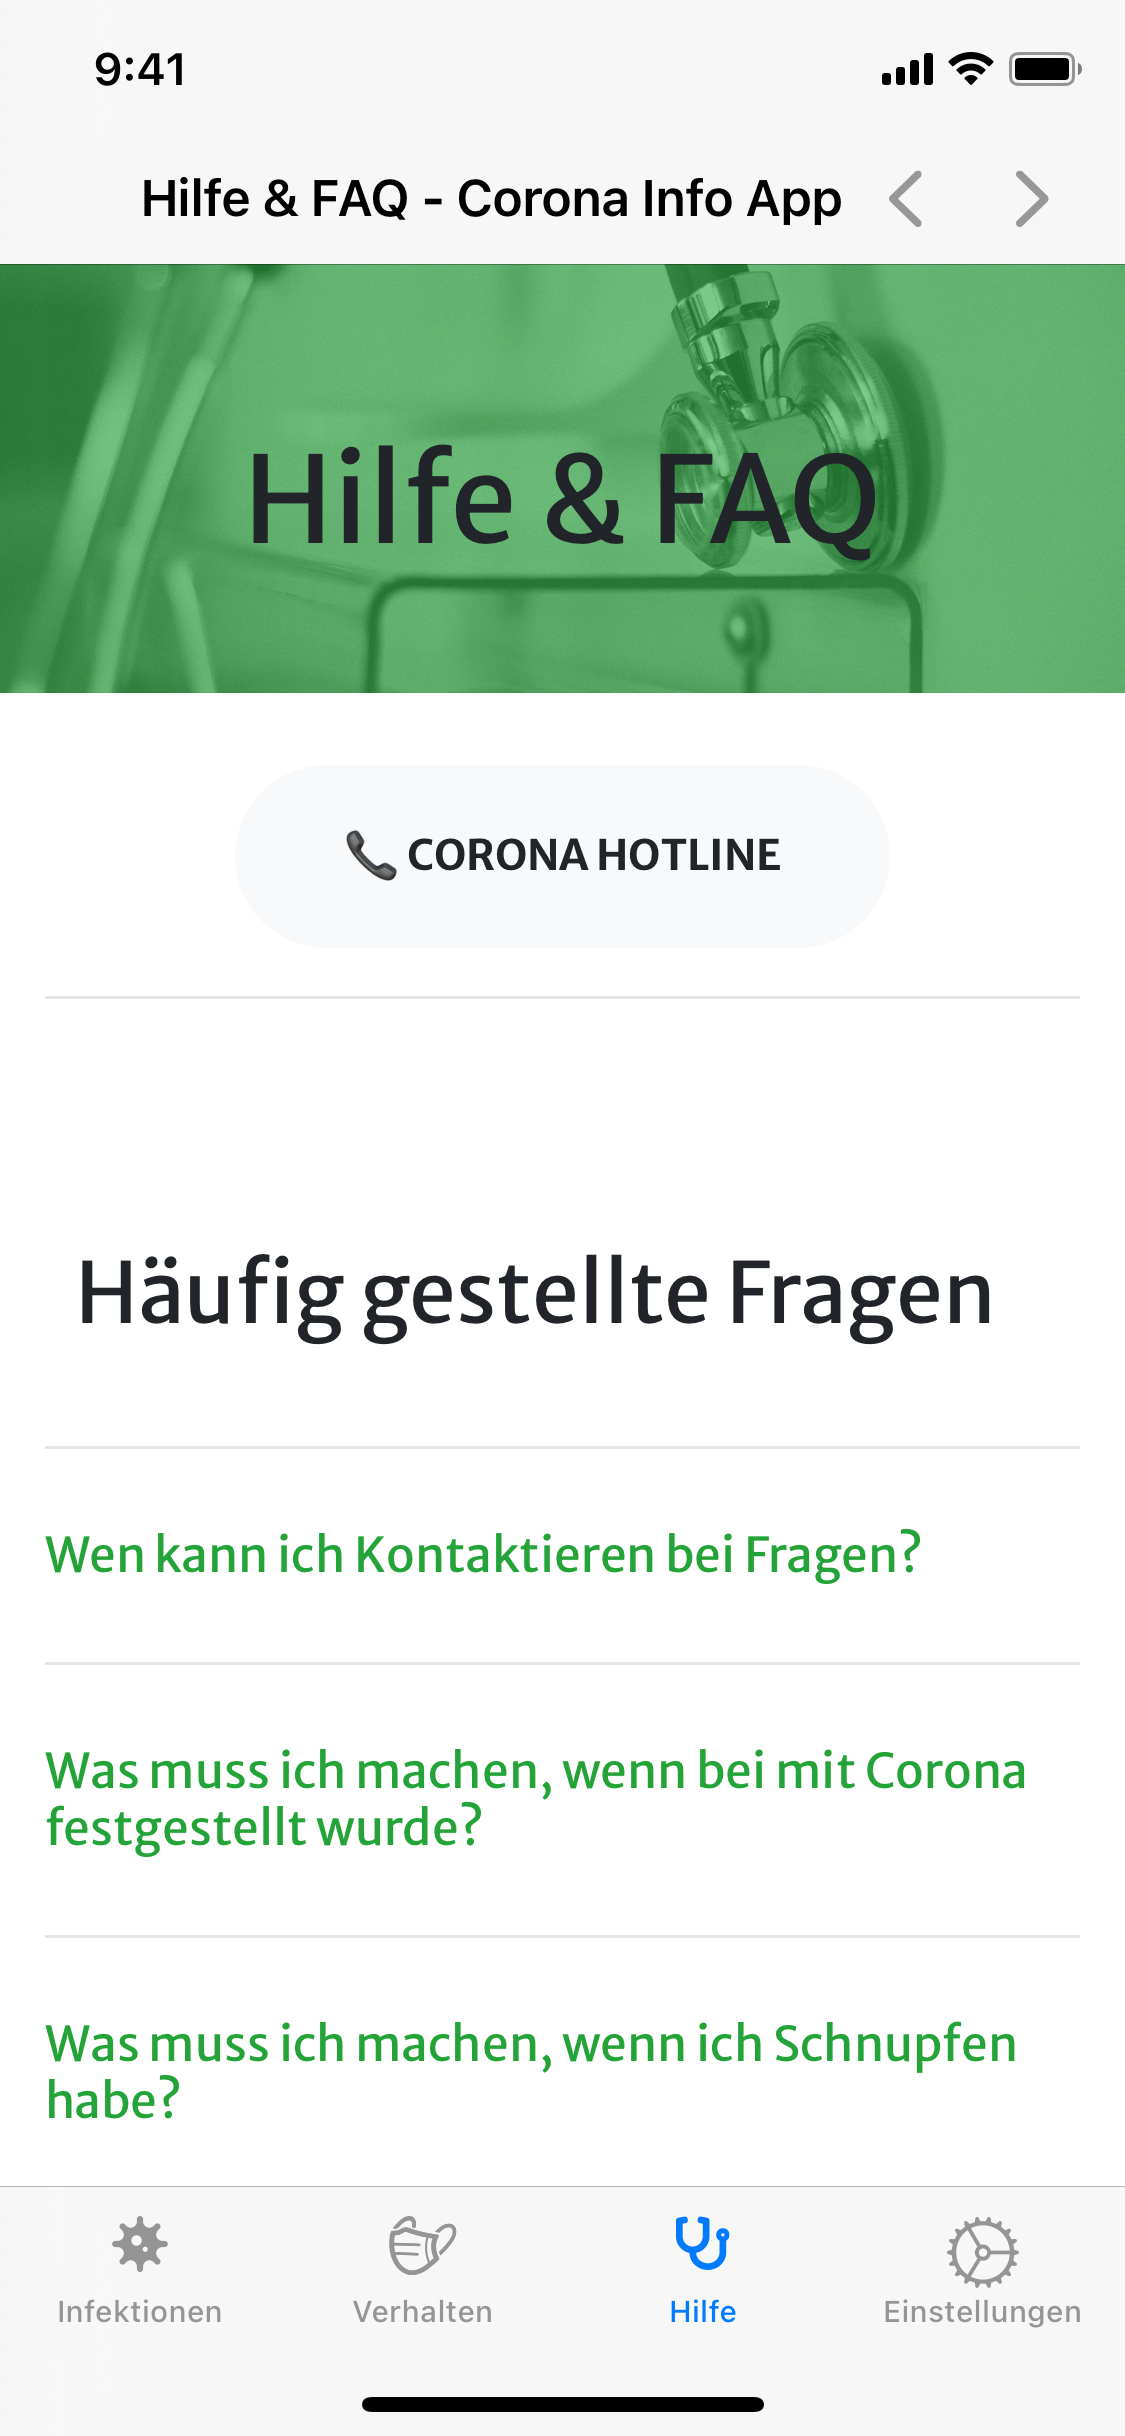 9:41
Hilfe & FAQ - Corona Info App
Hilfe & FAQ
CORONA HOTLINE
Häufig gestellte Fragen
Wen kann ich Kontaktieren bei Fragen?
Was muss ich machen, wenn bei mit Corona
festgestellt wurde?
Was muss ich machen, wenn ich Schnupfen
habe?
Infektionen
Verhalten
Hilfe
Einstellungen